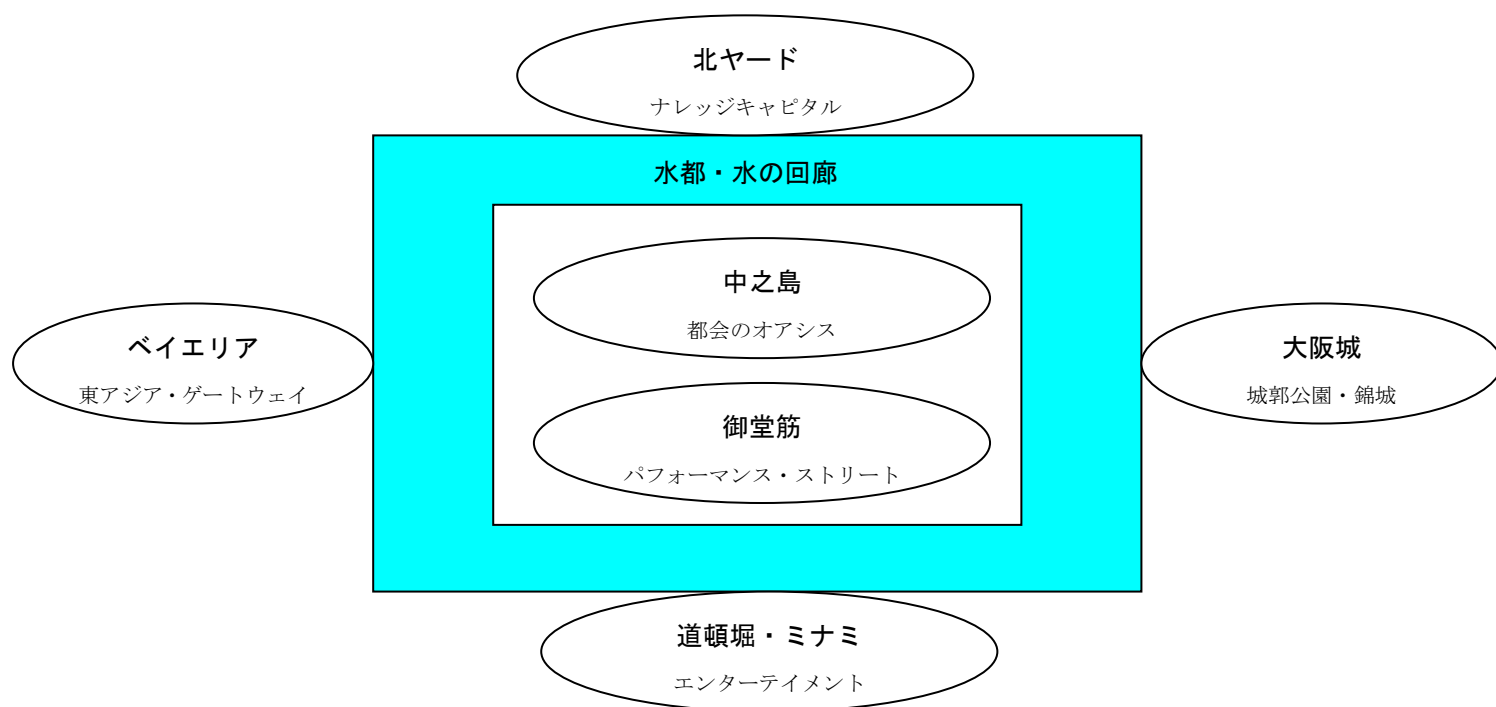 北ヤード
ナレッジキャピタル
水都・水の回廊
中之島
都会のオアシス
ベイエリア
東アジア・ゲートウェイ
大阪城
城郭公園・錦城
御堂筋
パフォーマンス・ストリート
道頓堀・ミナミ
エンターテイメント